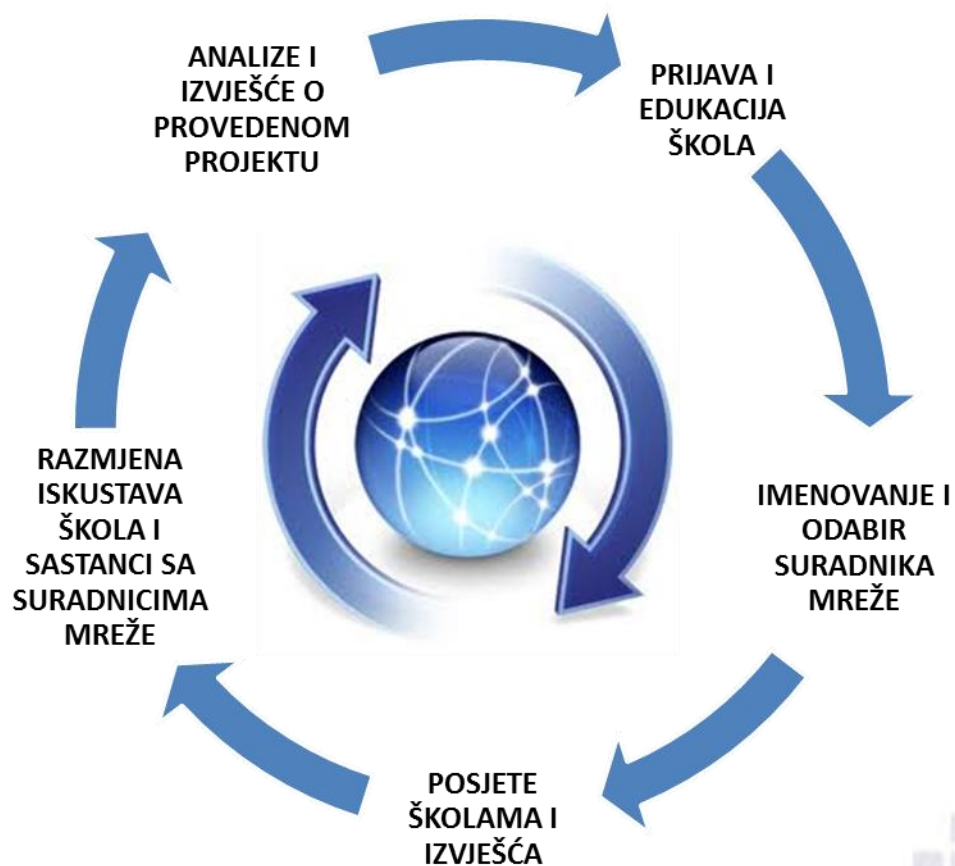 ANALIZE I
IZVJEŠĆE O
PROVEDENOM
PROJEKTU
PRIJAVA I
EDUKACIJA
ŠKOLA
IMENOVANJE I
ODABIR
SURADNIKA
MREŽE
POSJETE
ŠKOLAMA I
IZVJEŠĆA
RAZMJENA
ISKUSTAVA
ŠKOLA I
SASTANCI SA
SURADNICIMA
MREŽE